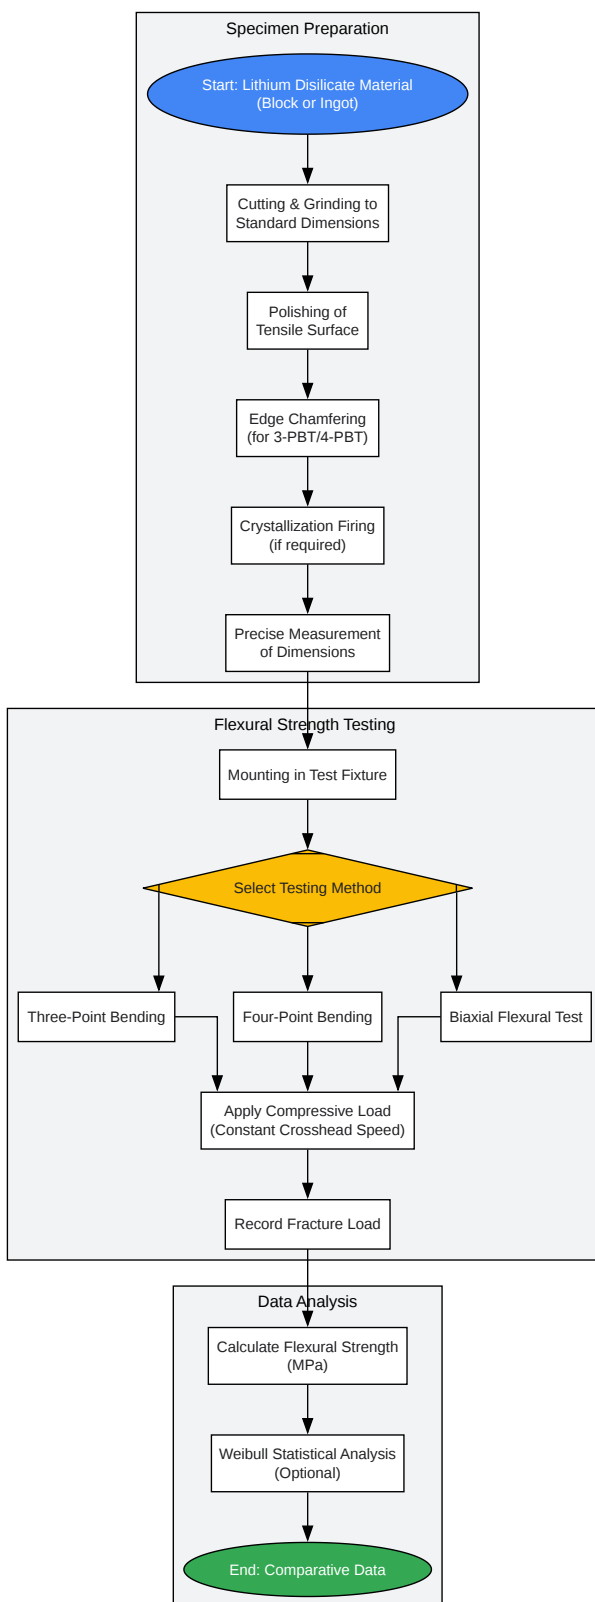 Specimen Preparation
Start: Lithium Disilicate Material
(Block or Ingot)
Cutting & Grinding to
Standard Dimensions
Polishing of
Tensile Surface
Edge Chamfering
(for 3-PBT/4-PBT)
Crystallization Firing
(if required)
Precise Measurement
of Dimensions
Flexural Strength Testing
Mounting in Test Fixture
Select Testing Method
Three-Point Bending
Four-Point Bending
Biaxial Flexural Test
Apply Compressive Load
(Constant Crosshead Speed)
Record Fracture Load
Data Analysis
Calculate Flexural Strength
(MPa)
Weibull Statistical Analysis
(Optional)
End: Comparative Data